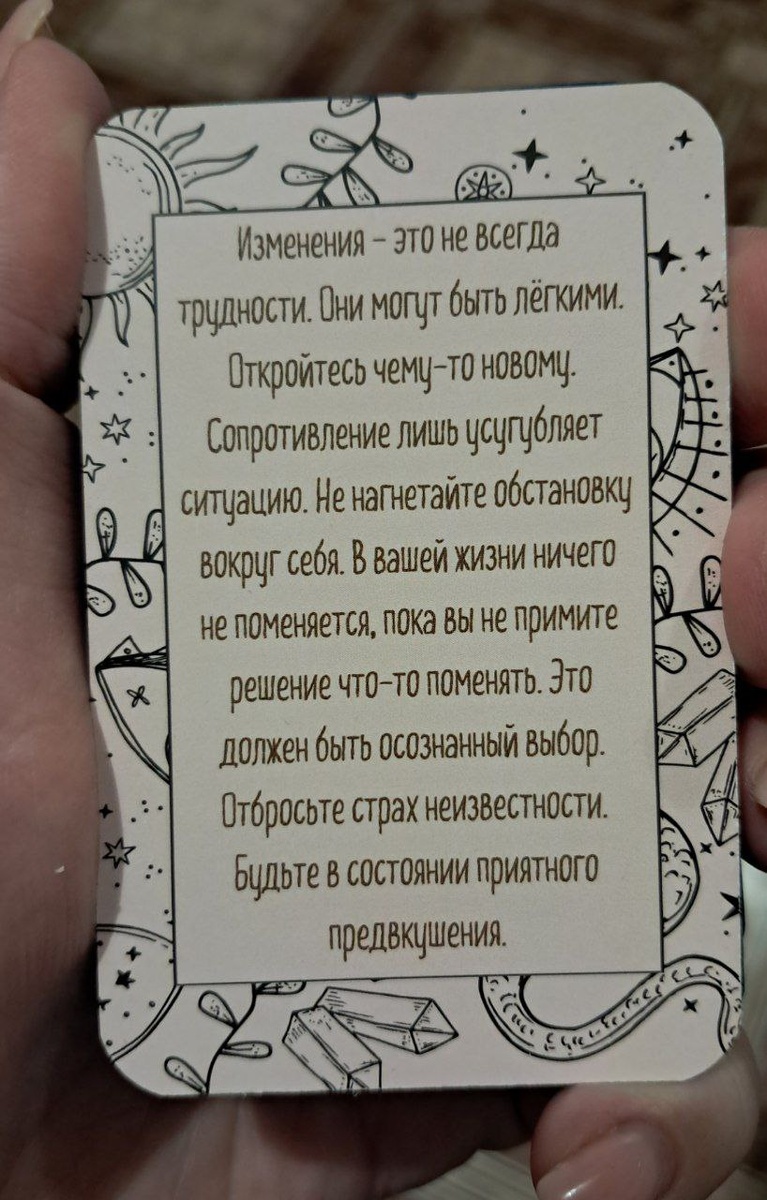 Изменения – это не всегда
трудности. Они могут быть лёгкими.
Откройтесь чему-то новому.
Сопротивление лишь усугубляет
ситуацию. Не нагнетайте обстановку
вокруг себя. В вашей жизни ничего
не поменяется, пока вы не примите
решение что-то поменять. Это
должен быть осознанный выбор.
Отбросьте страх неизвестности.
Будьте в состоянии приятного
предвкушения.